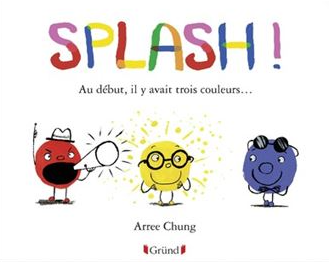 SPLASH!
Au début, il y avait trois couleurs...
Arree Chung
Gründ